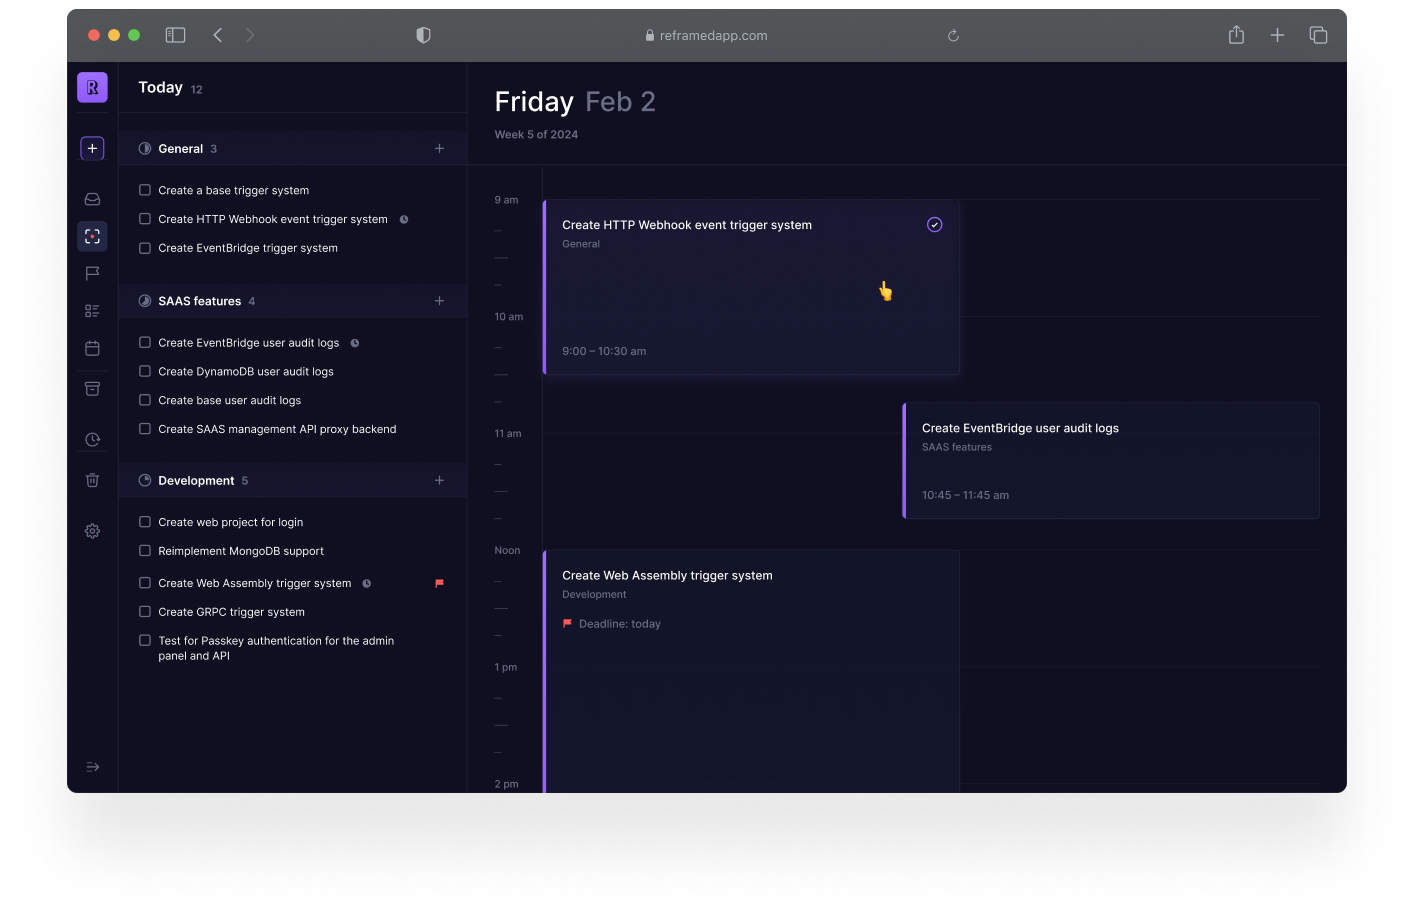 reframedapp.com
R
Today 12
General 3
Create a base trigger system
Create HTTP Webhook event trigger system
Create EventBridge trigger system
SAAS features 4
Create EventBridge user audit logs
Create DynamoDB user audit logs
Create base user audit logs
Create SAAS management API proxy backend
Development 5
Create web project for login
Reimplement MongoDB support
Create Web Assembly trigger system
Create GRPC trigger system
Test for Passkey authentication for the admin
panel and API
Friday Feb 2
Week 5 of 2024
9 am
Create HTTP Webhook event trigger system
General
10 am
9:00 – 10:30 am
11 am
Create EventBridge user audit logs
SAAS features
10:45 – 11:45 am
Noon
Create Web Assembly trigger system
Development
Deadline: today
1 pm
2 pm